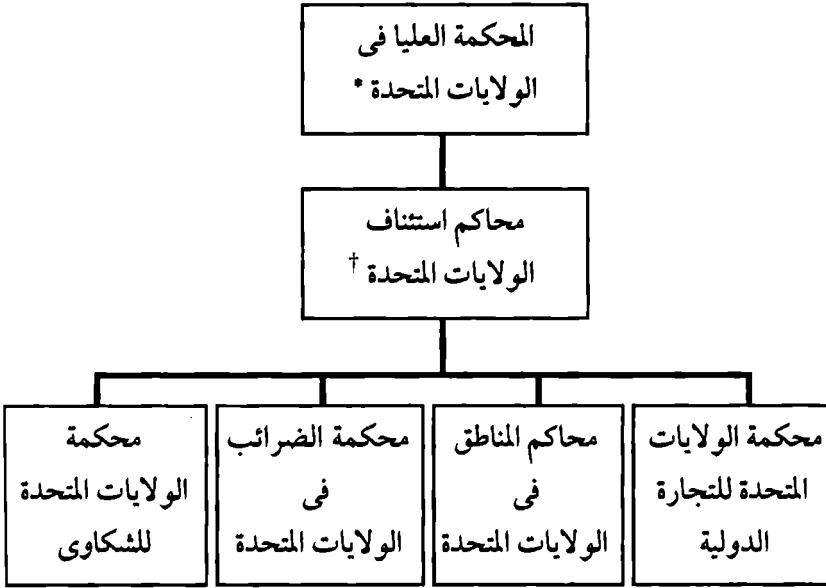 المحكمة العليا فى
الولايات المتحدة *
محاكم استئناف
الولايات المتحدة †
محكمة الولايات
المتحدة للتجارة
الدولية
محاكم المناطق
فى
الولايات المتحدة
محكمة الضرائب
فى
الولايات المتحدة
محكمة
الولايات المتحدة
للشكاوى